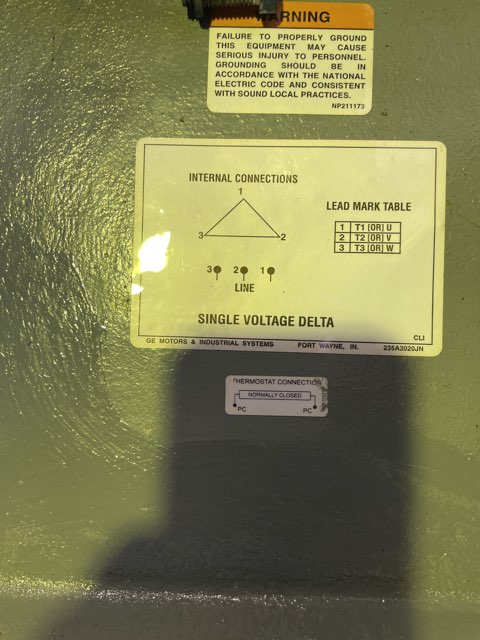 WARNING
FAILURE TO PROPERLY GROUND
THIS EQUIPMENT MAY CAUSE
SERIOUS INJURY TO PERSONNEL.
GROUNDING SHOULD BE IN
ACCORDANCE WITH THE NATIONAL
ELECTRIC CODE AND CONSISTENT
WITH SOUND LOCAL PRACTICES.
NP211173
INTERNAL CONNECTIONS
1
3 2
3 2 1
LINE
LEAD MARK TABLE
1 T1 [OR] U
2 T2 [OR] V
3 T3 [OR] W
SINGLE VOLTAGE DELTA
CLI
GE MOTORS & INDUSTRIAL SYSTEMS FORT WAYNE, IN. 235A3020JN
THERMOSTAT CONNECTION
NORMALLY CLOSED
PC PC